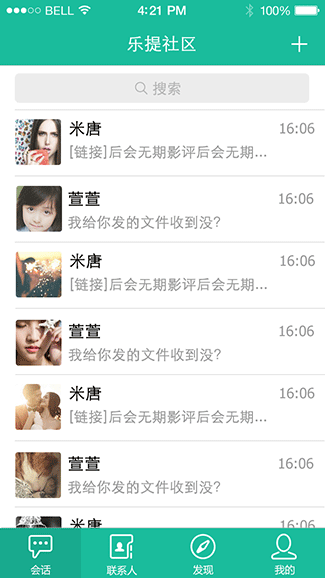 BELL 4:21 PM 100%
乐提社区
搜索
米唐 16:06
[链接]后会无期影评后会无期...
萱萱 16:06
我给你发的文件收到没?
米唐 16:06
[链接]后会无期影评后会无期...
萱萱 16:06
我给你发的文件收到没?
米唐 16:06
[链接]后会无期影评后会无期...
萱萱 16:06
我给你发的文件收到没?
米唐 16:06
会话 联系人 发现 我的